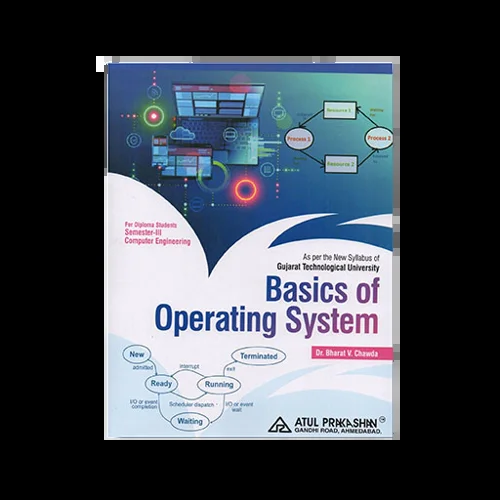 Resource 1
Process 1
Process 2
Resource 2
For Diploma Students
Semester-III
Computer Engineering
As per the New Syllabus of
Gujarat Technological University
Basics of
Operating System
Dr. Bharat V. Chawda
New
Terminated
admitted
interrupt
exit
Ready
Running
I/O or event
completion
Scheduler dispatch
I/O or event
wait
Waiting
ATUL PRAKASHAN
GANDHI ROAD, AHMEDABAD.